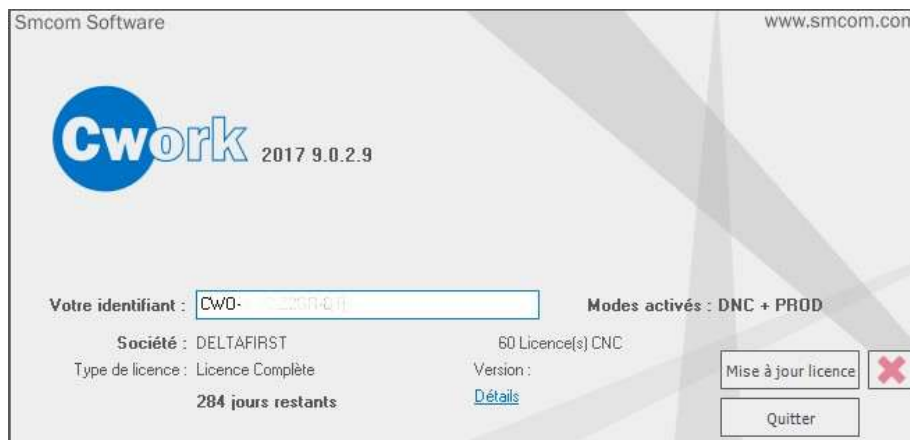 Smcom Software www.smcom.com
Cwork 2017 9.0.2.9
Votre identifiant : CWO-
Modes activés : DNC + PROD
Société : DELTAFIRST
60 Licence(s) CNC
Type de licence : Licence Complète
Version :
Mise à jour licence
284 jours restants
Détails
Quitter